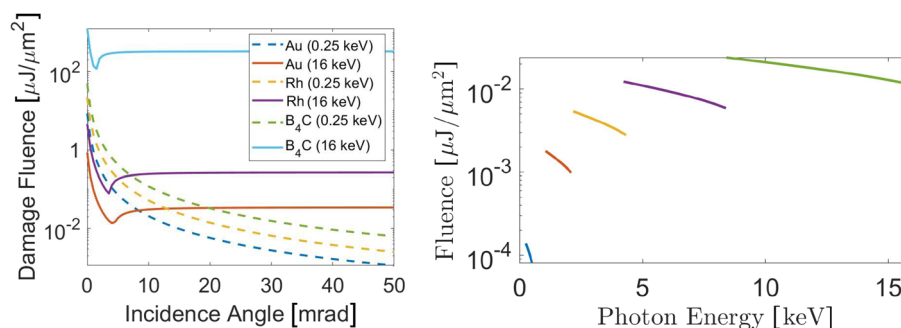 Damage Fluence [μJ/μm²]
10²
1
10⁻²
0
10
20
30
40
50
Incidence Angle [mrad]
Au (0.25 keV)
Au (16 keV)
Rh (0.25 keV)
Rh (16 keV)
B₄C (0.25 keV)
B₄C (16 keV)
Fluence [μJ/μm²]
10⁻²
10⁻³
10⁻⁴
0
5
10
15
Photon Energy [keV]